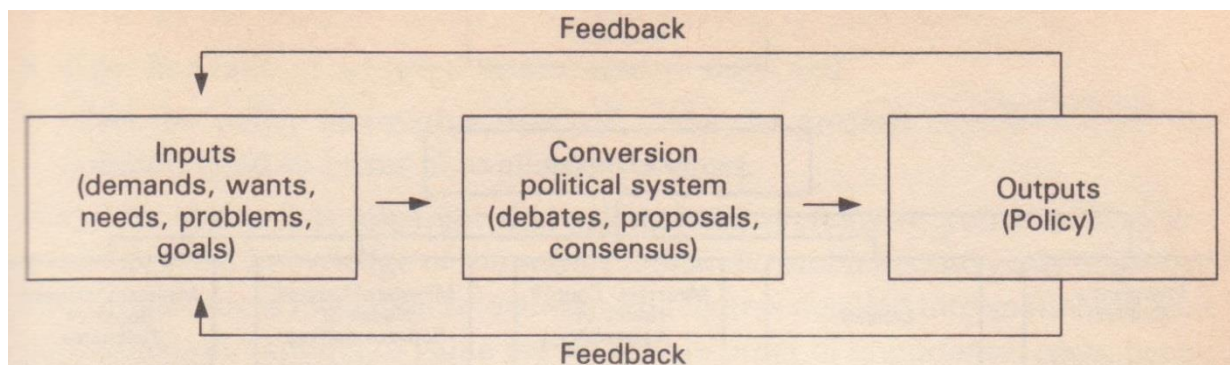 Feedback
Inputs
(demands, wants,
needs, problems,
goals)
Conversion
political system
(debates, proposals,
consensus)
Outputs
(Policy)
Feedback